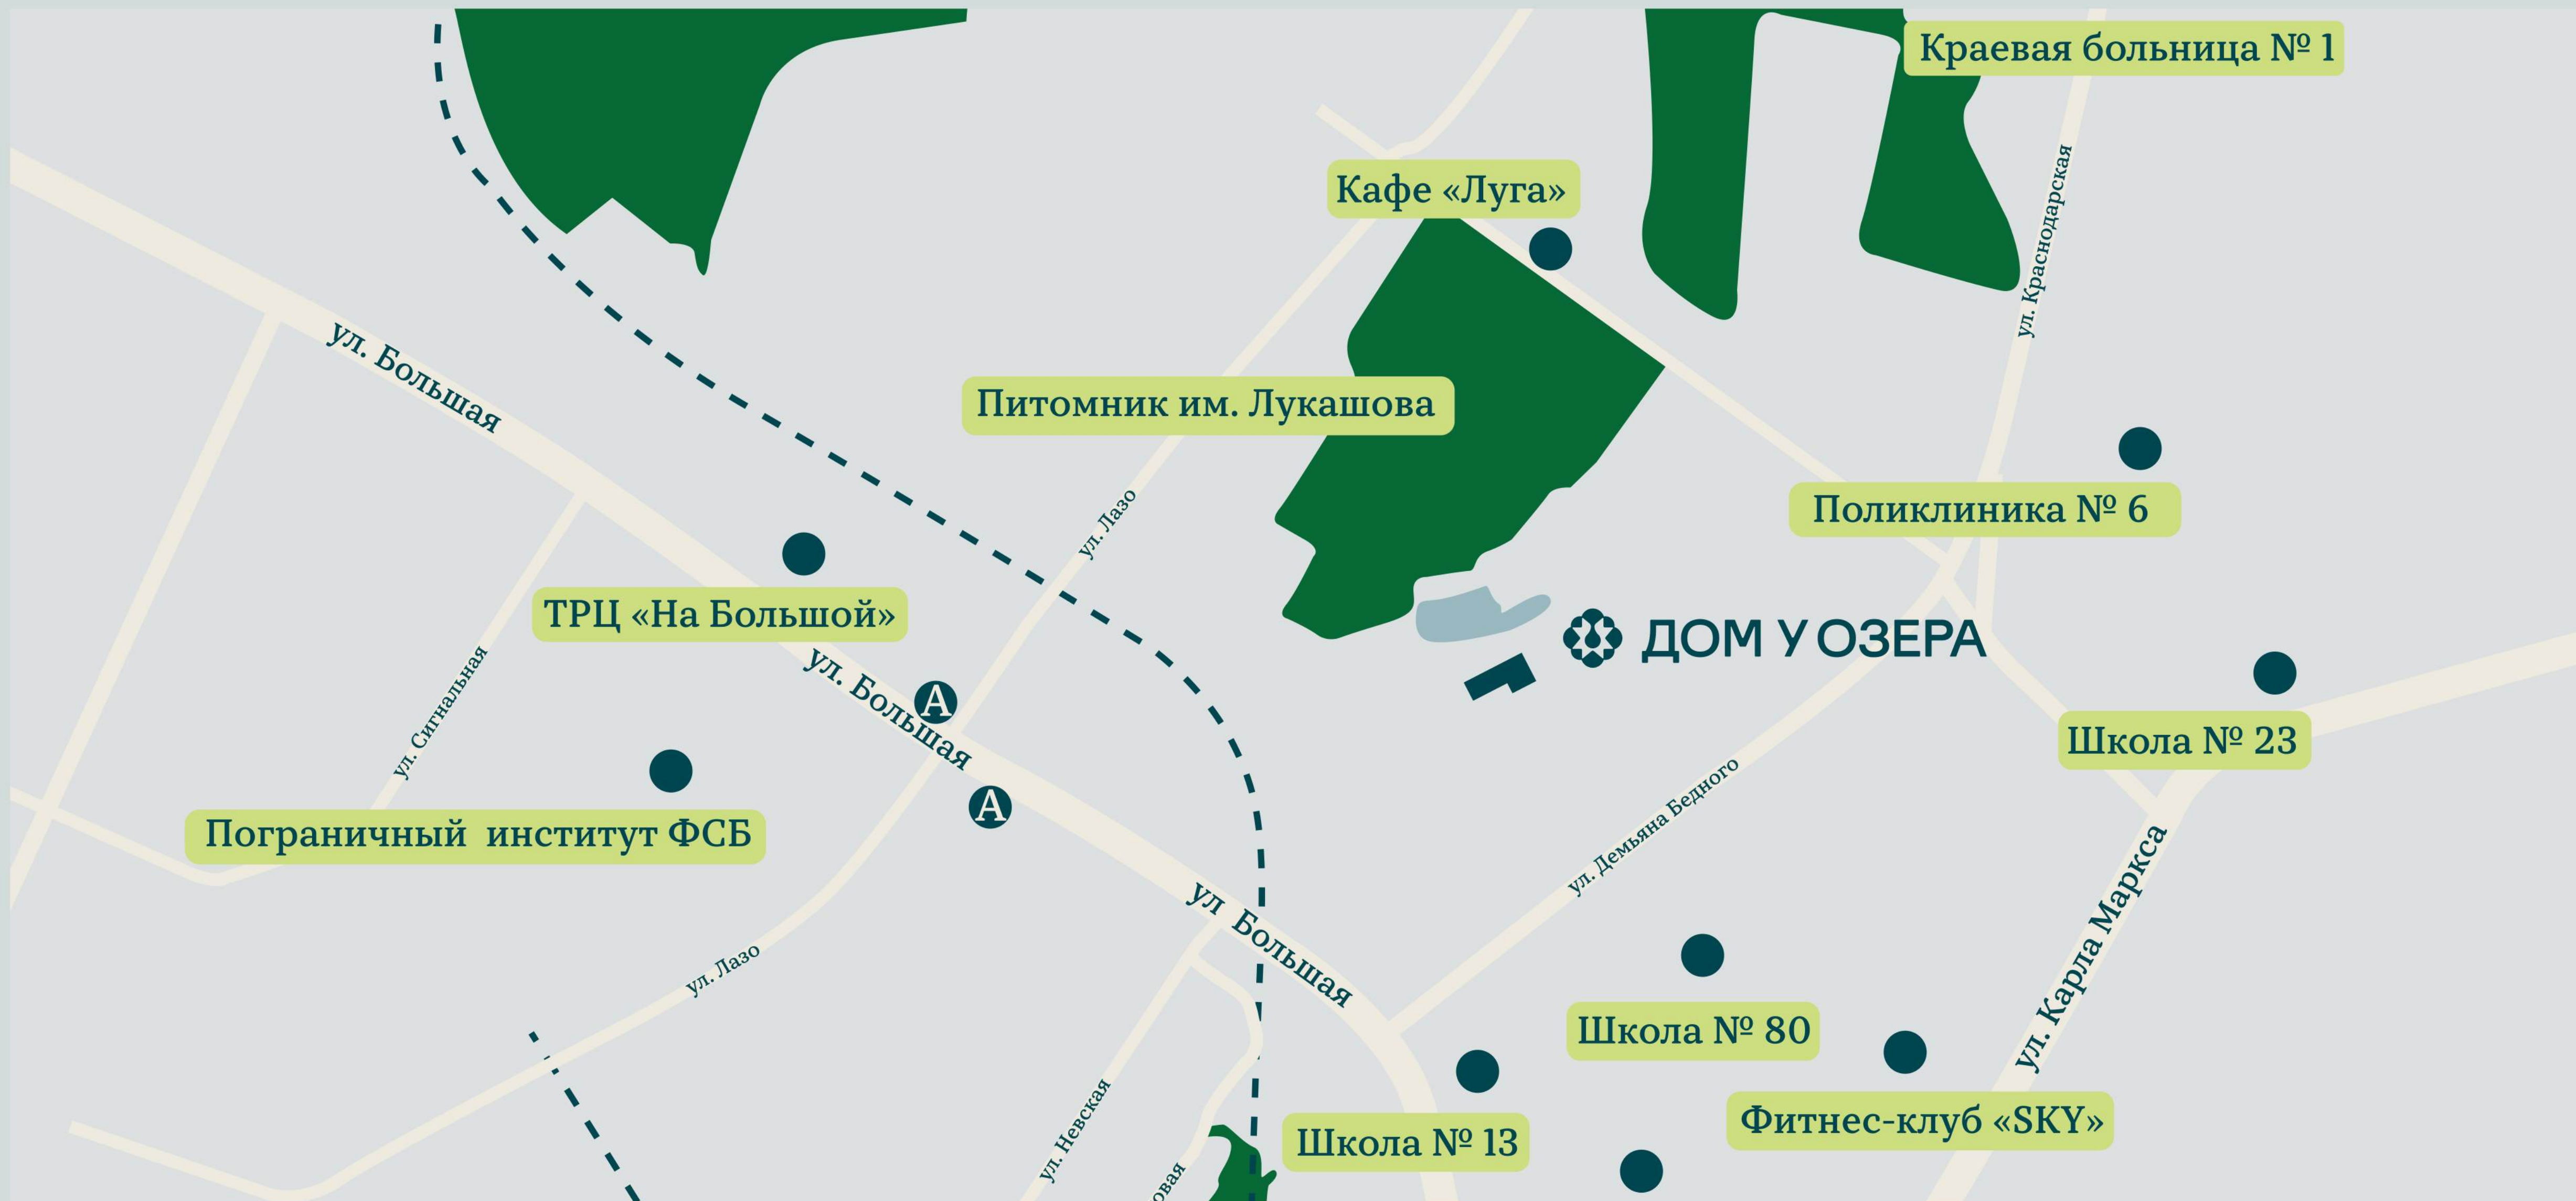 Краевая больница № 1
Кафе «Луга»
ул. Краснодарская
ул. Большая
Питомник им. Лукашова
ул. Лазо
Поликлиника № 6
ТРЦ «На Большой»
ДОМ У ОЗЕРА
ул. Сигнальная
ул. Большая
А
Школа № 23
А
Пограничный институт ФСБ
ул. Демьяна Бедного
ул. Карла Маркса
ул Большая
ул. Лазо
Школа № 80
Фитнес-клуб «SKY»
Школа № 13
ул. Невская